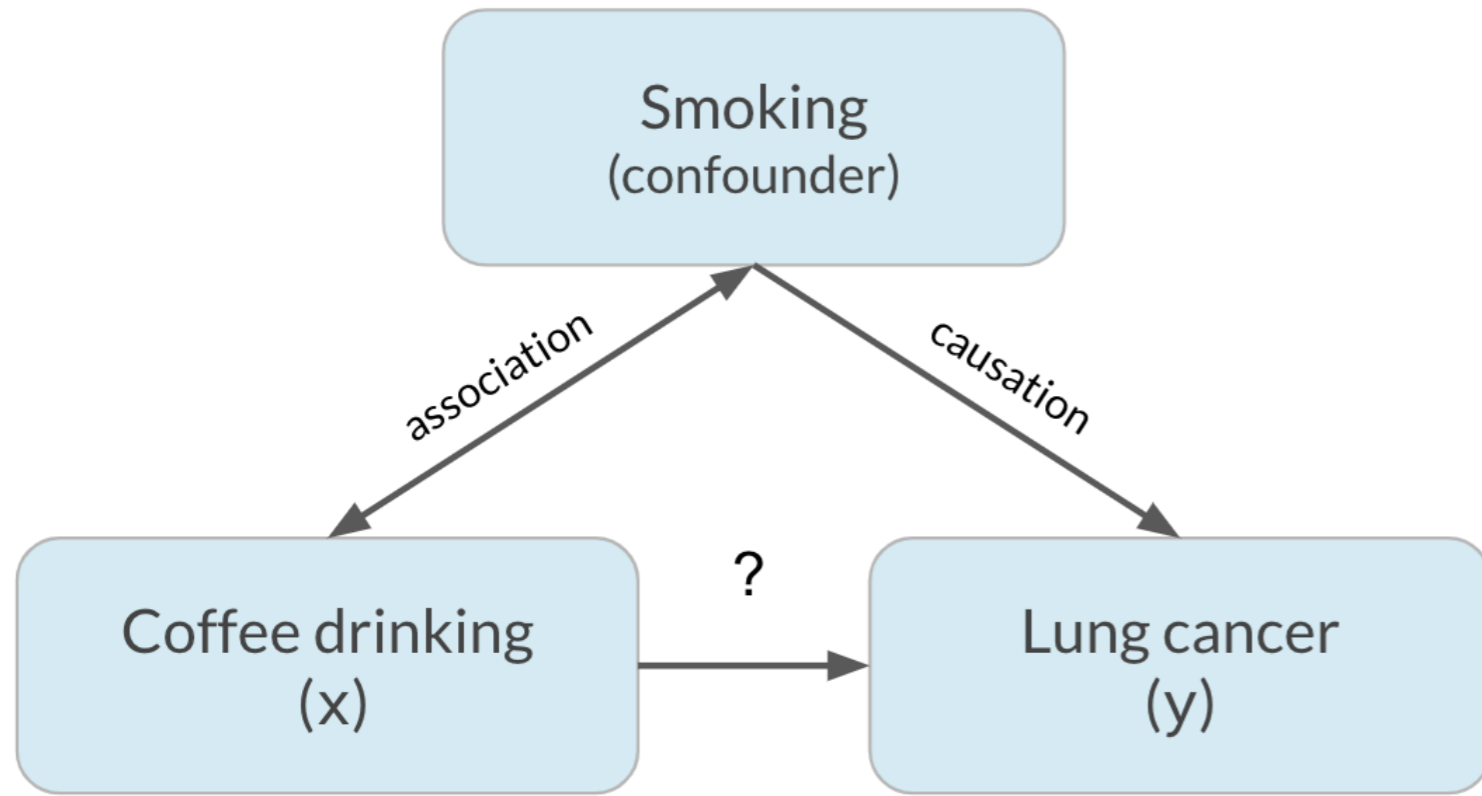 Smoking
(confounder)
association
causation
?
Coffee drinking
(x)
Lung cancer
(y)